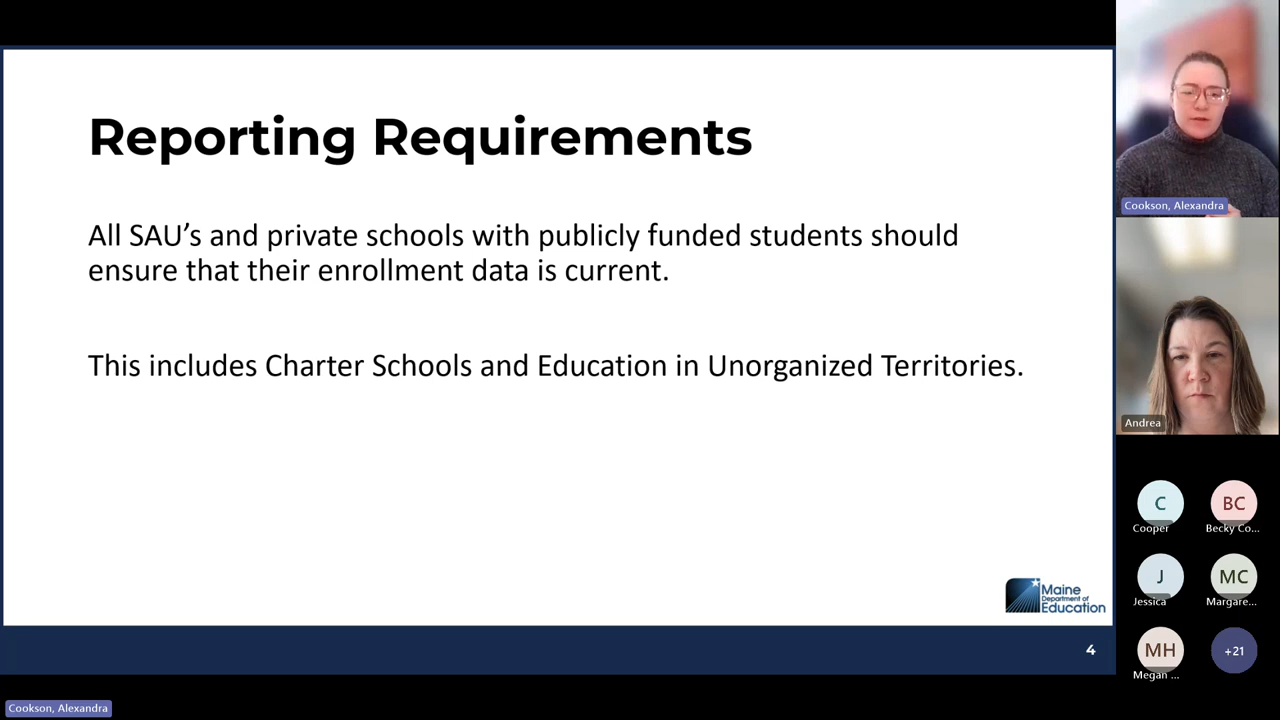 Reporting Requirements
All SAU’s and private schools with publicly funded students should
ensure that their enrollment data is current.
This includes Charter Schools and Education in Unorganized Territories.
Maine
Department of
Education
4
Cookson, Alexandra
Cookson, Alexandra
Andrea
C
Cooper
BC
Becky Co...
J
Jessica
MC
Margare...
MH
Megan ...
+21